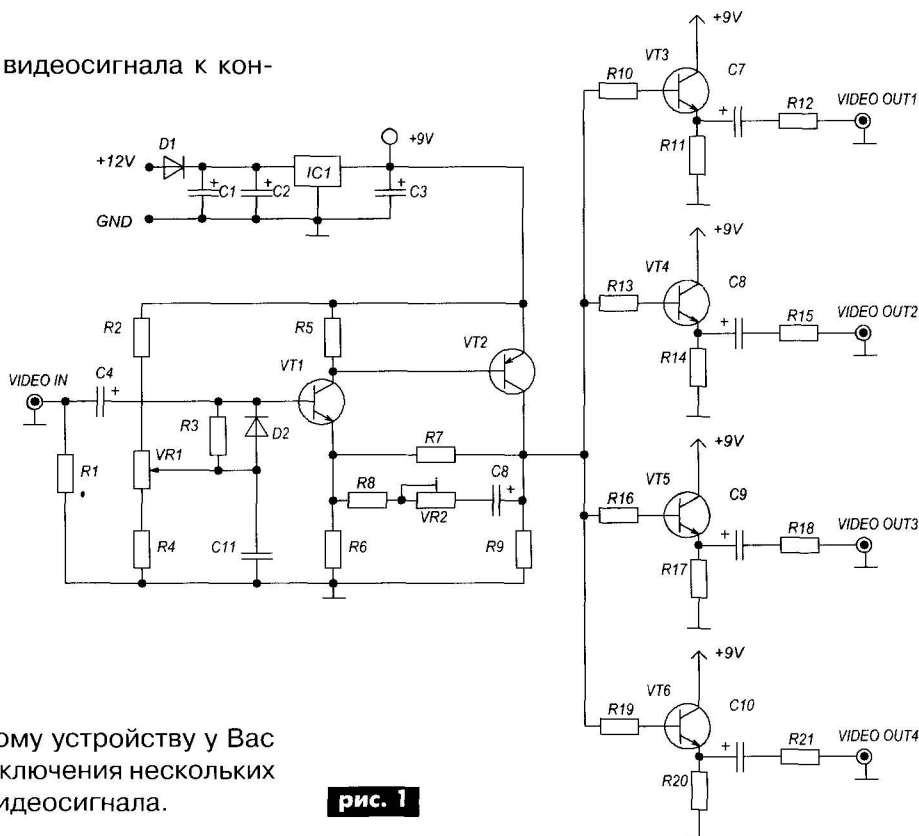 видеосигнала к кон-
+9V
VT3
C7
R10
R12
VIDEO OUT1
R11
D1
+9V
+12V
IC1
C1
C2
C3
GND
+9V
VT4
C8
R13
R15
VIDEO OUT2
R14
R2
R5
VT2
VIDEO IN
C4
VT1
R3
D2
R7
R1
VR1
R8
VR2
C8
R4
C11
R6
R9
+9V
VT5
C9
R16
R18
VIDEO OUT3
R17
+9V
VT6
C10
R19
R21
VIDEO OUT4
R20
ому устройству у Вас
ключения нескольких
идеосигнала.
рис. 1